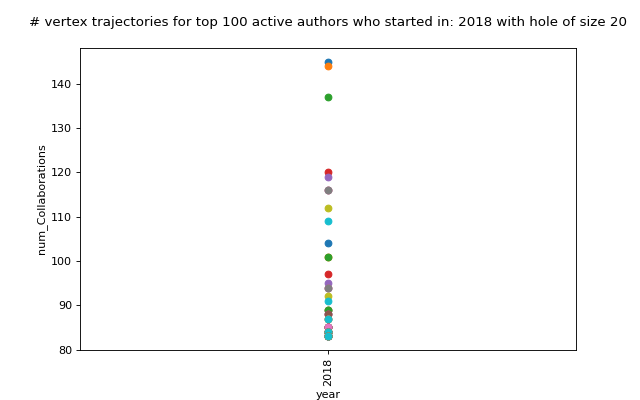 # vertex trajectories for top 100 active authors who started in: 2018 with hole of size 20
140
130
120
110
100
90
80
num_Collaborations
2018
year